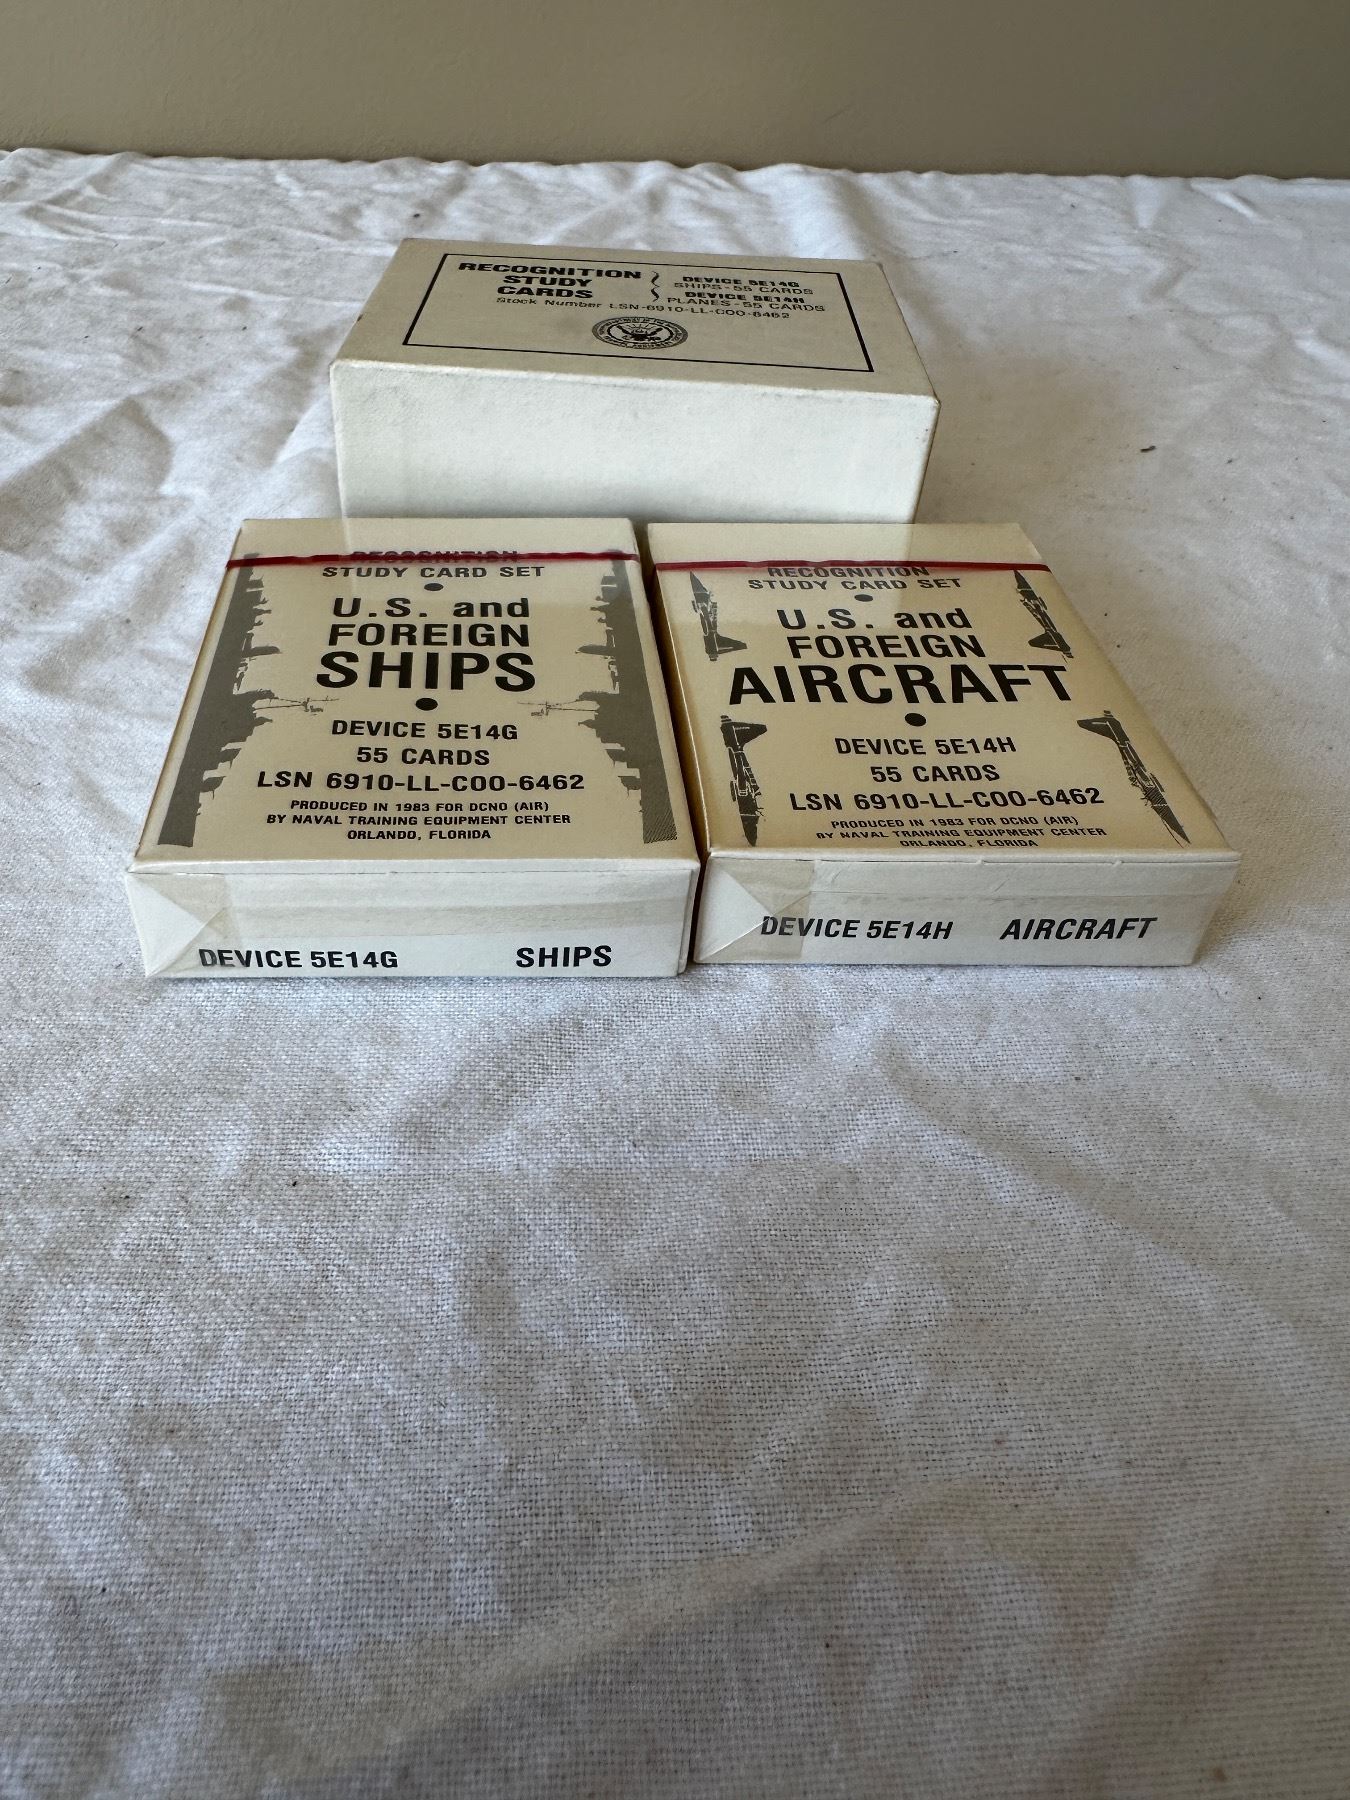 RECOGNITION
STUDY
CARDS
DEVICE 5E14G
SHIPS - 55 CARDS
DEVICE 5E14H
PLANES - 55 CARDS
Stock Number LSN-6910-LL-COO-6462
RECOGNITION
STUDY CARD SET
U.S. and
FOREIGN
SHIPS
DEVICE 5E14G
55 CARDS
LSN 6910-LL-COO-6462
PRODUCED IN 1983 FOR DCNO (AIR)
BY NAVAL TRAINING EQUIPMENT CENTER
ORLANDO, FLORIDA
DEVICE 5E14G SHIPS
RECOGNITION
STUDY CARD SET
U.S. and
FOREIGN
AIRCRAFT
DEVICE 5E14H
55 CARDS
LSN 6910-LL-COO-6462
PRODUCED IN 1983 FOR DCNO (AIR)
BY NAVAL TRAINING EQUIPMENT CENTER
ORLANDO, FLORIDA
DEVICE 5E14H AIRCRAFT